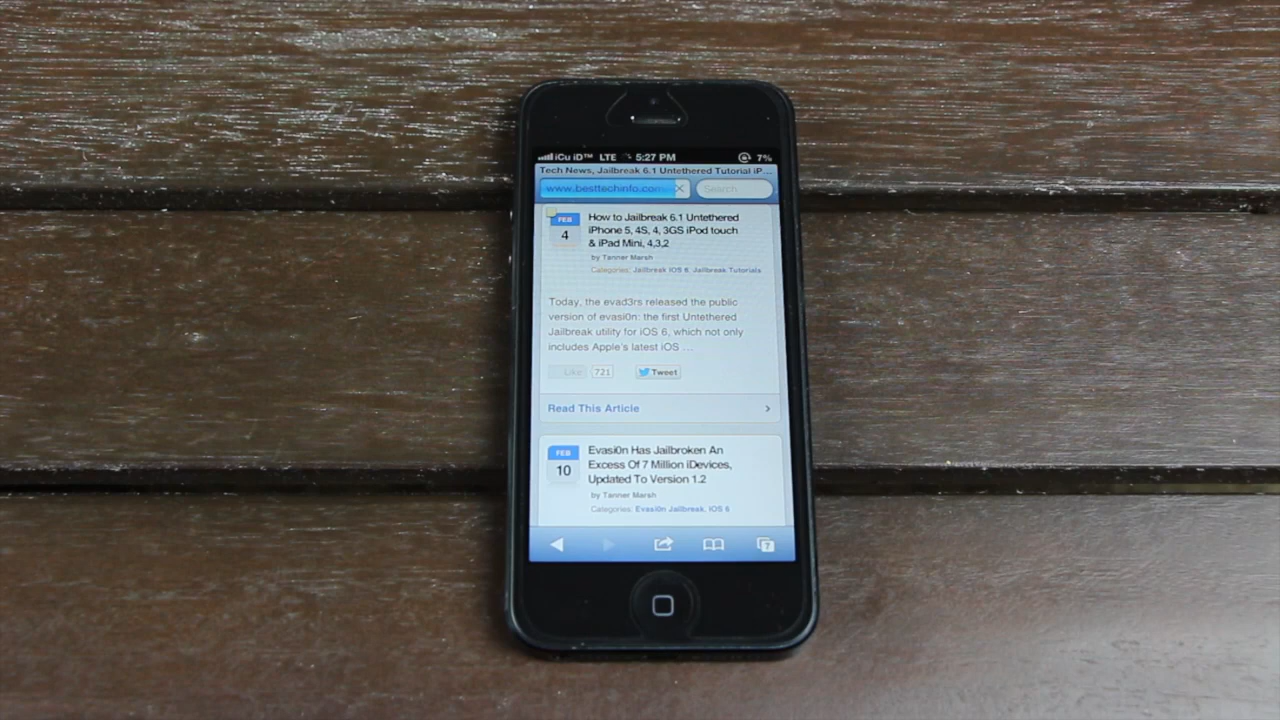 iCu iD™ LTE 5:27 PM 7%
Tech News, Jailbreak 6.1 Untethered Tutorial iP...
www.besttechinfo.com Search
FEB
4
How to Jailbreak 6.1 Untethered
iPhone 5, 4S, 4, 3GS iPod touch
& iPad Mini, 4,3,2
by Tanner Marsh
Categories: Jailbreak iOS 6, Jailbreak Tutorials
Today, the evad3rs released the public
version of evasi0n: the first Untethered
Jailbreak utility for iOS 6, which not only
includes Apple's latest iOS ...
Like 721 Tweet
Read This Article
FEB
10
Evasi0n Has Jailbroken An
Excess Of 7 Million iDevices,
Updated To Version 1.2
by Tanner Marsh
Categories: Evasi0n Jailbreak, iOS 6
7